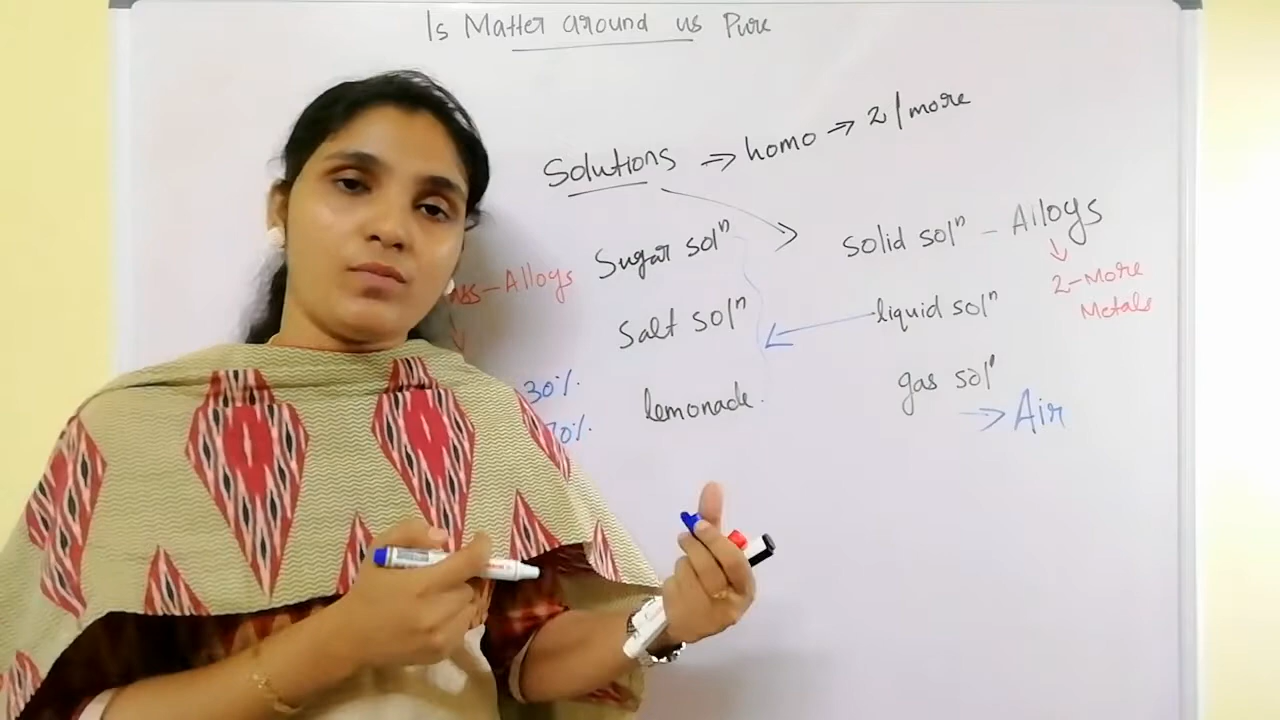 Is Matter around us Pure
Solutions → homo → 2/more
Sugar solⁿ
Salt solⁿ
lemonade.
solid solⁿ - Alloys
2-More
Metals
liquid solⁿ
gas solⁿ
→ Air
-Alloys
30%.